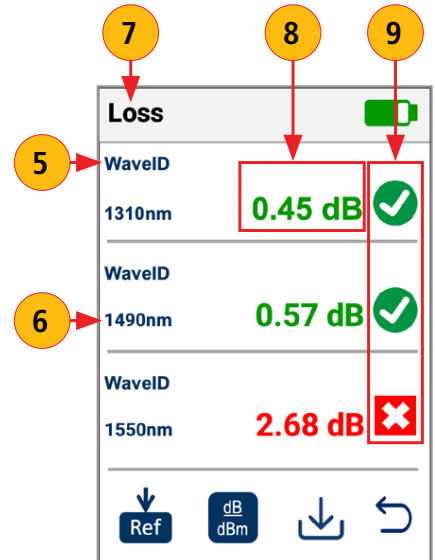 7
8
9
Loss
5
WaveID
1310nm
0.45 dB
WaveID
6
1490nm
0.57 dB
WaveID
1550nm
2.68 dB
Ref
dB
dBm